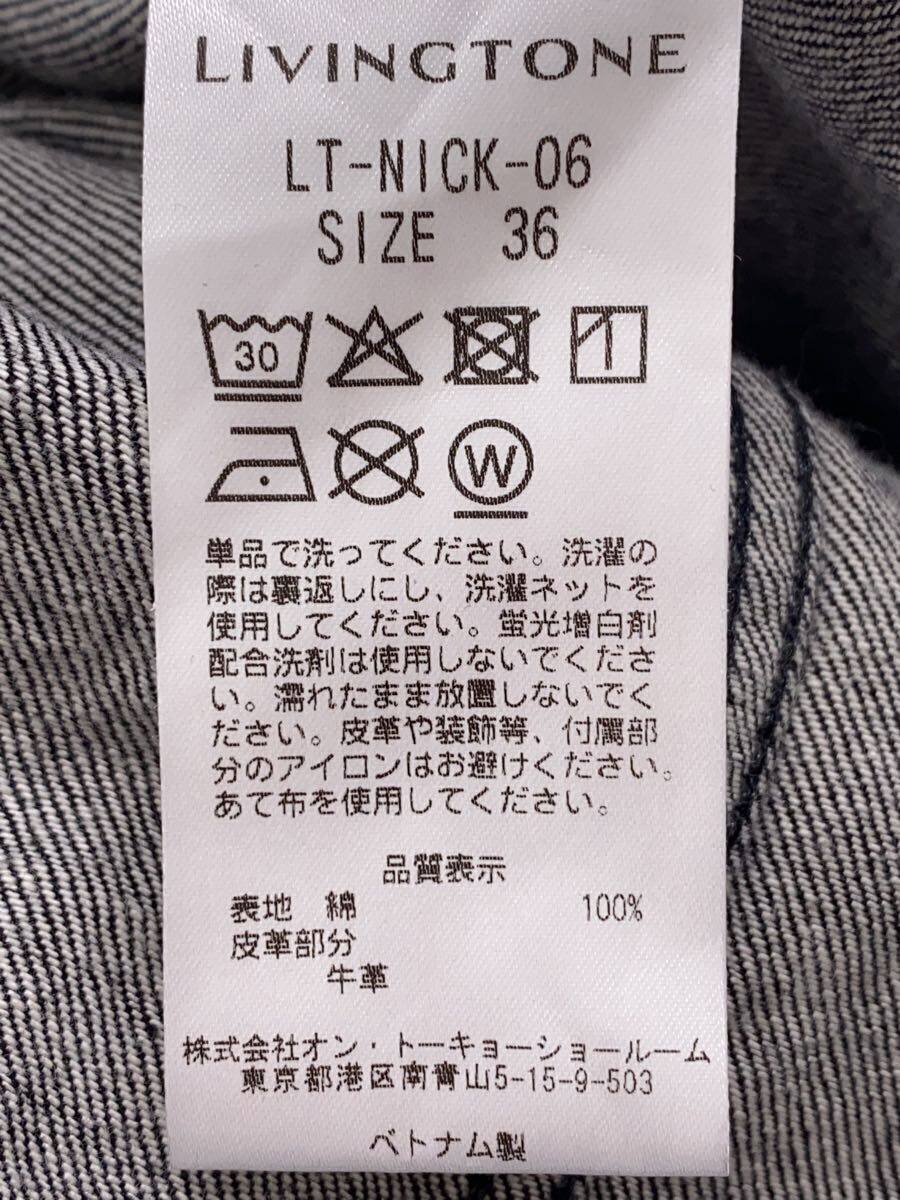 LIVINGTONE
LT-NICK-06
SIZE 36
30
W
単品で洗ってください。洗濯の
際は裏返しにし、洗濯ネットを
使用してください。蛍光増白剤
配合洗剤は使用しないでくださ
い。濡れたまま放置しないでく
ださい。皮革や装飾等、付属部
分のアイロンはお避けください。
あて布を使用してください。
品質表示
表地 綿 100%
皮革部分
牛革
株式会社オン・トーキョーショールーム
東京都港区南青山5-15-9-503
ベトナム製